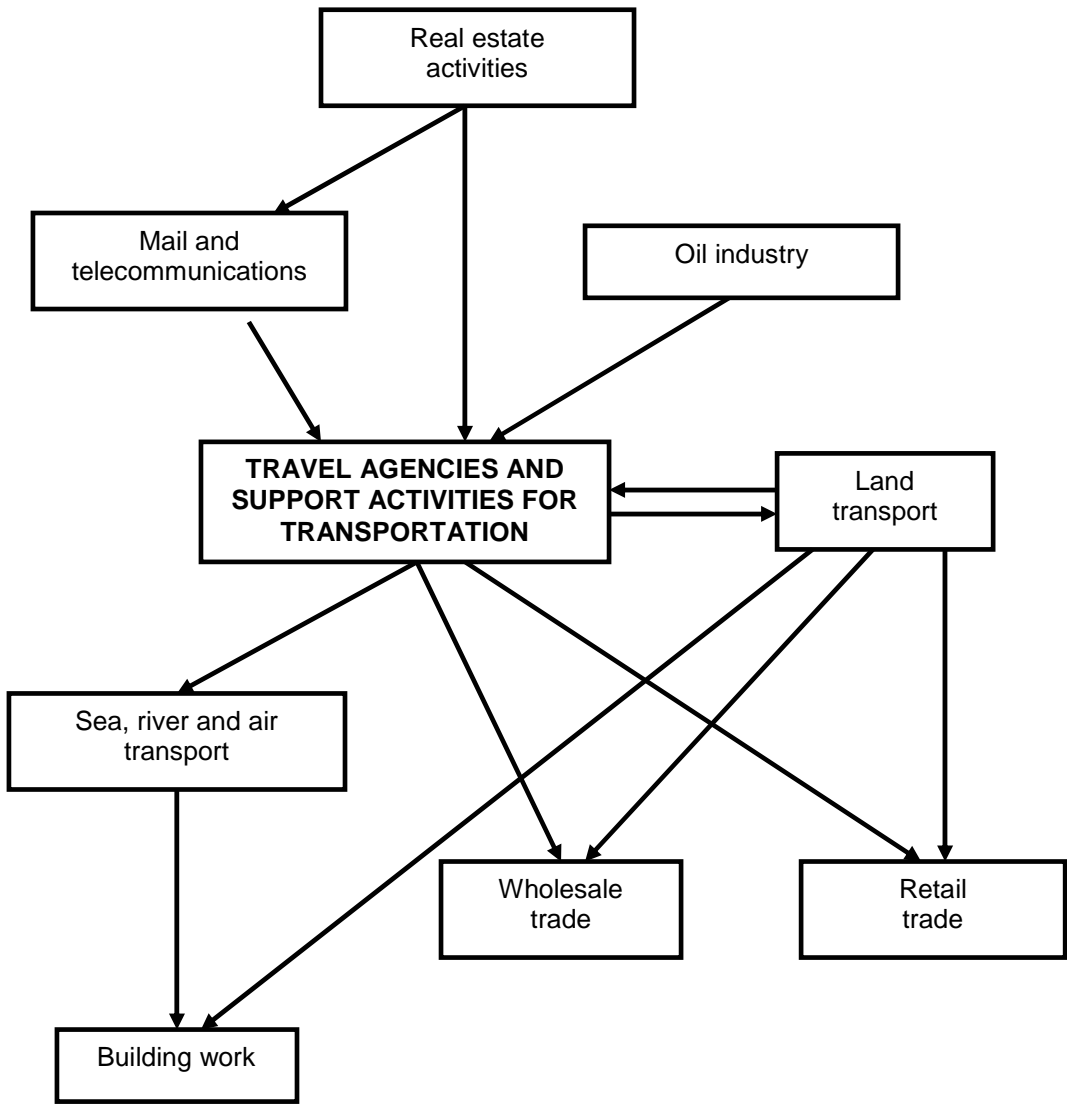 Real estate
activities
Mail and
telecommunications
Oil industry
TRAVEL AGENCIES AND
SUPPORT ACTIVITIES FOR
TRANSPORTATION
Land
transport
Sea, river and air
transport
Wholesale
trade
Retail
trade
Building work